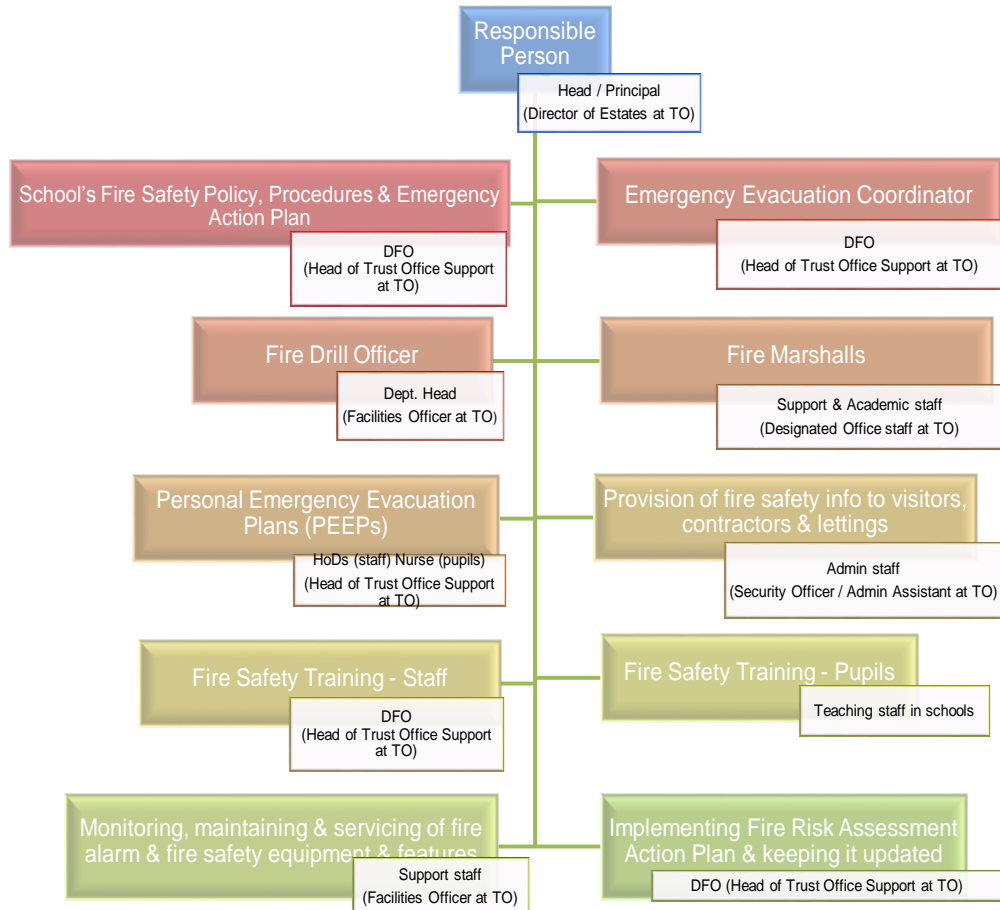 Responsible
Person
Head / Principal
(Director of Estates at TO)
School's Fire Safety Policy, Procedures & Emergency
Action Plan
DFO
(Head of Trust Office Support
at TO)
Emergency Evacuation Coordinator
DFO
(Head of Trust Office Support at TO)
Fire Drill Officer
Dept. Head
(Facilities Officer at TO)
Fire Marshalls
Support & Academic staff
(Designated Office staff at TO)
Personal Emergency Evacuation
Plans (PEEPs)
HoDs (staff) Nurse (pupils)
(Head of Trust Office Support
at TO)
Provision of fire safety info to visitors,
contractors & lettings
Admin staff
(Security Officer / Admin Assistant at TO)
Fire Safety Training - Staff
DFO
(Head of Trust Office Support
at TO)
Fire Safety Training - Pupils
Teaching staff in schools
Monitoring, maintaining & servicing of fire
alarm & fire safety equipment & features
Support staff
(Facilities Officer at TO)
Implementing Fire Risk Assessment
Action Plan & keeping it updated
DFO (Head of Trust Office Support at TO)